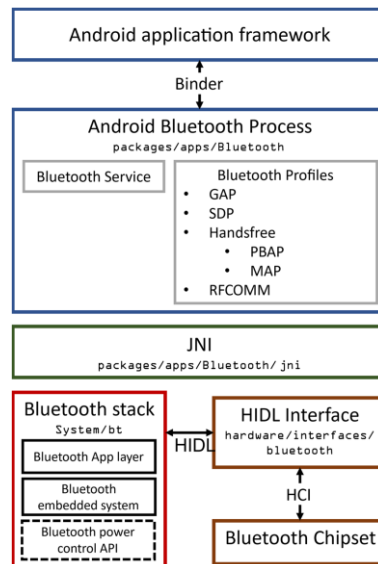 Android application framework
Binder
Android Bluetooth Process
packages/apps/Bluetooth
Bluetooth Service
Bluetooth Profiles
• GAP
• SDP
• Handsfree
• PBAP
• MAP
• RFCOMM
JNI
packages/apps/Bluetooth/jni
Bluetooth stack
System/bt
Bluetooth App layer
Bluetooth
embedded system
Bluetooth power
control API
HIDL
HIDL Interface
hardware/interfaces/
bluetooth
HCI
Bluetooth Chipset